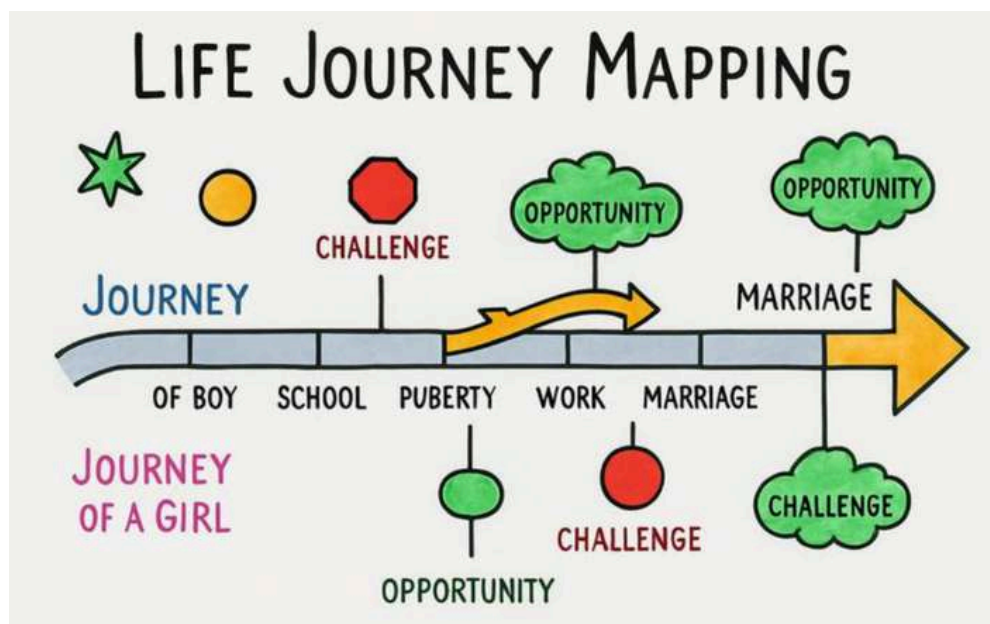 LIFE JOURNEY MAPPING
OPPORTUNITY
OPPORTUNITY
CHALLENGE
JOURNEY
MARRIAGE
OF BOY
SCHOOL
PUBERTY
WORK
MARRIAGE
JOURNEY
OF A GIRL
CHALLENGE
CHALLENGE
OPPORTUNITY